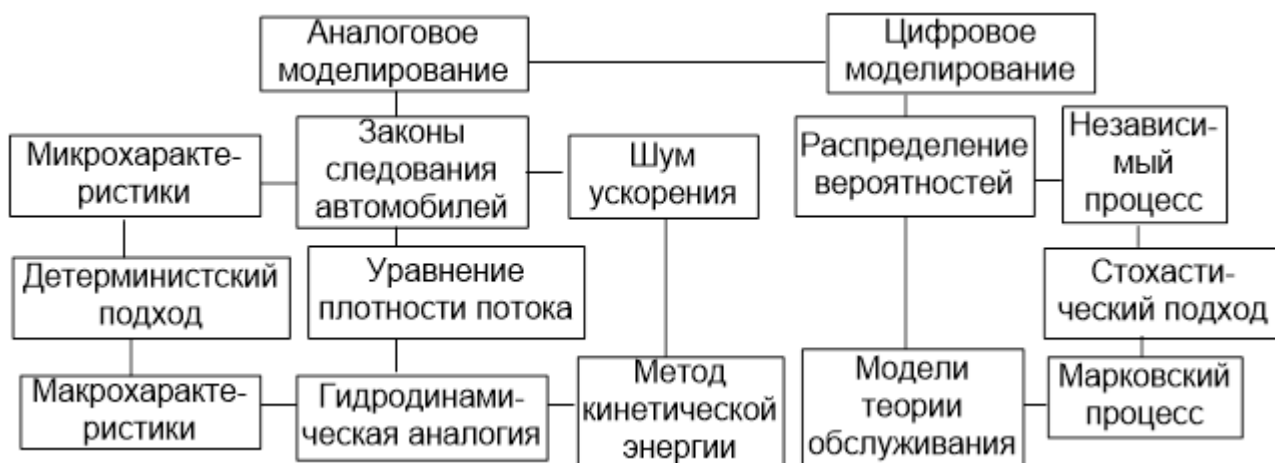 Аналоговое
моделирование
Цифровое
моделирование
Микрохаракте-
ристики
Законы
следования
автомобилей
Шум
ускорения
Распределение
вероятностей
Независи-
мый
процесс
Детерминистский
подход
Уравнение
плотности потока
Стохасти-
ческий подход
Макрохаракте-
ристики
Гидродинами-
ческая аналогия
Метод
кинетической
энергии
Модели
теории
обслуживания
Марковский
процесс